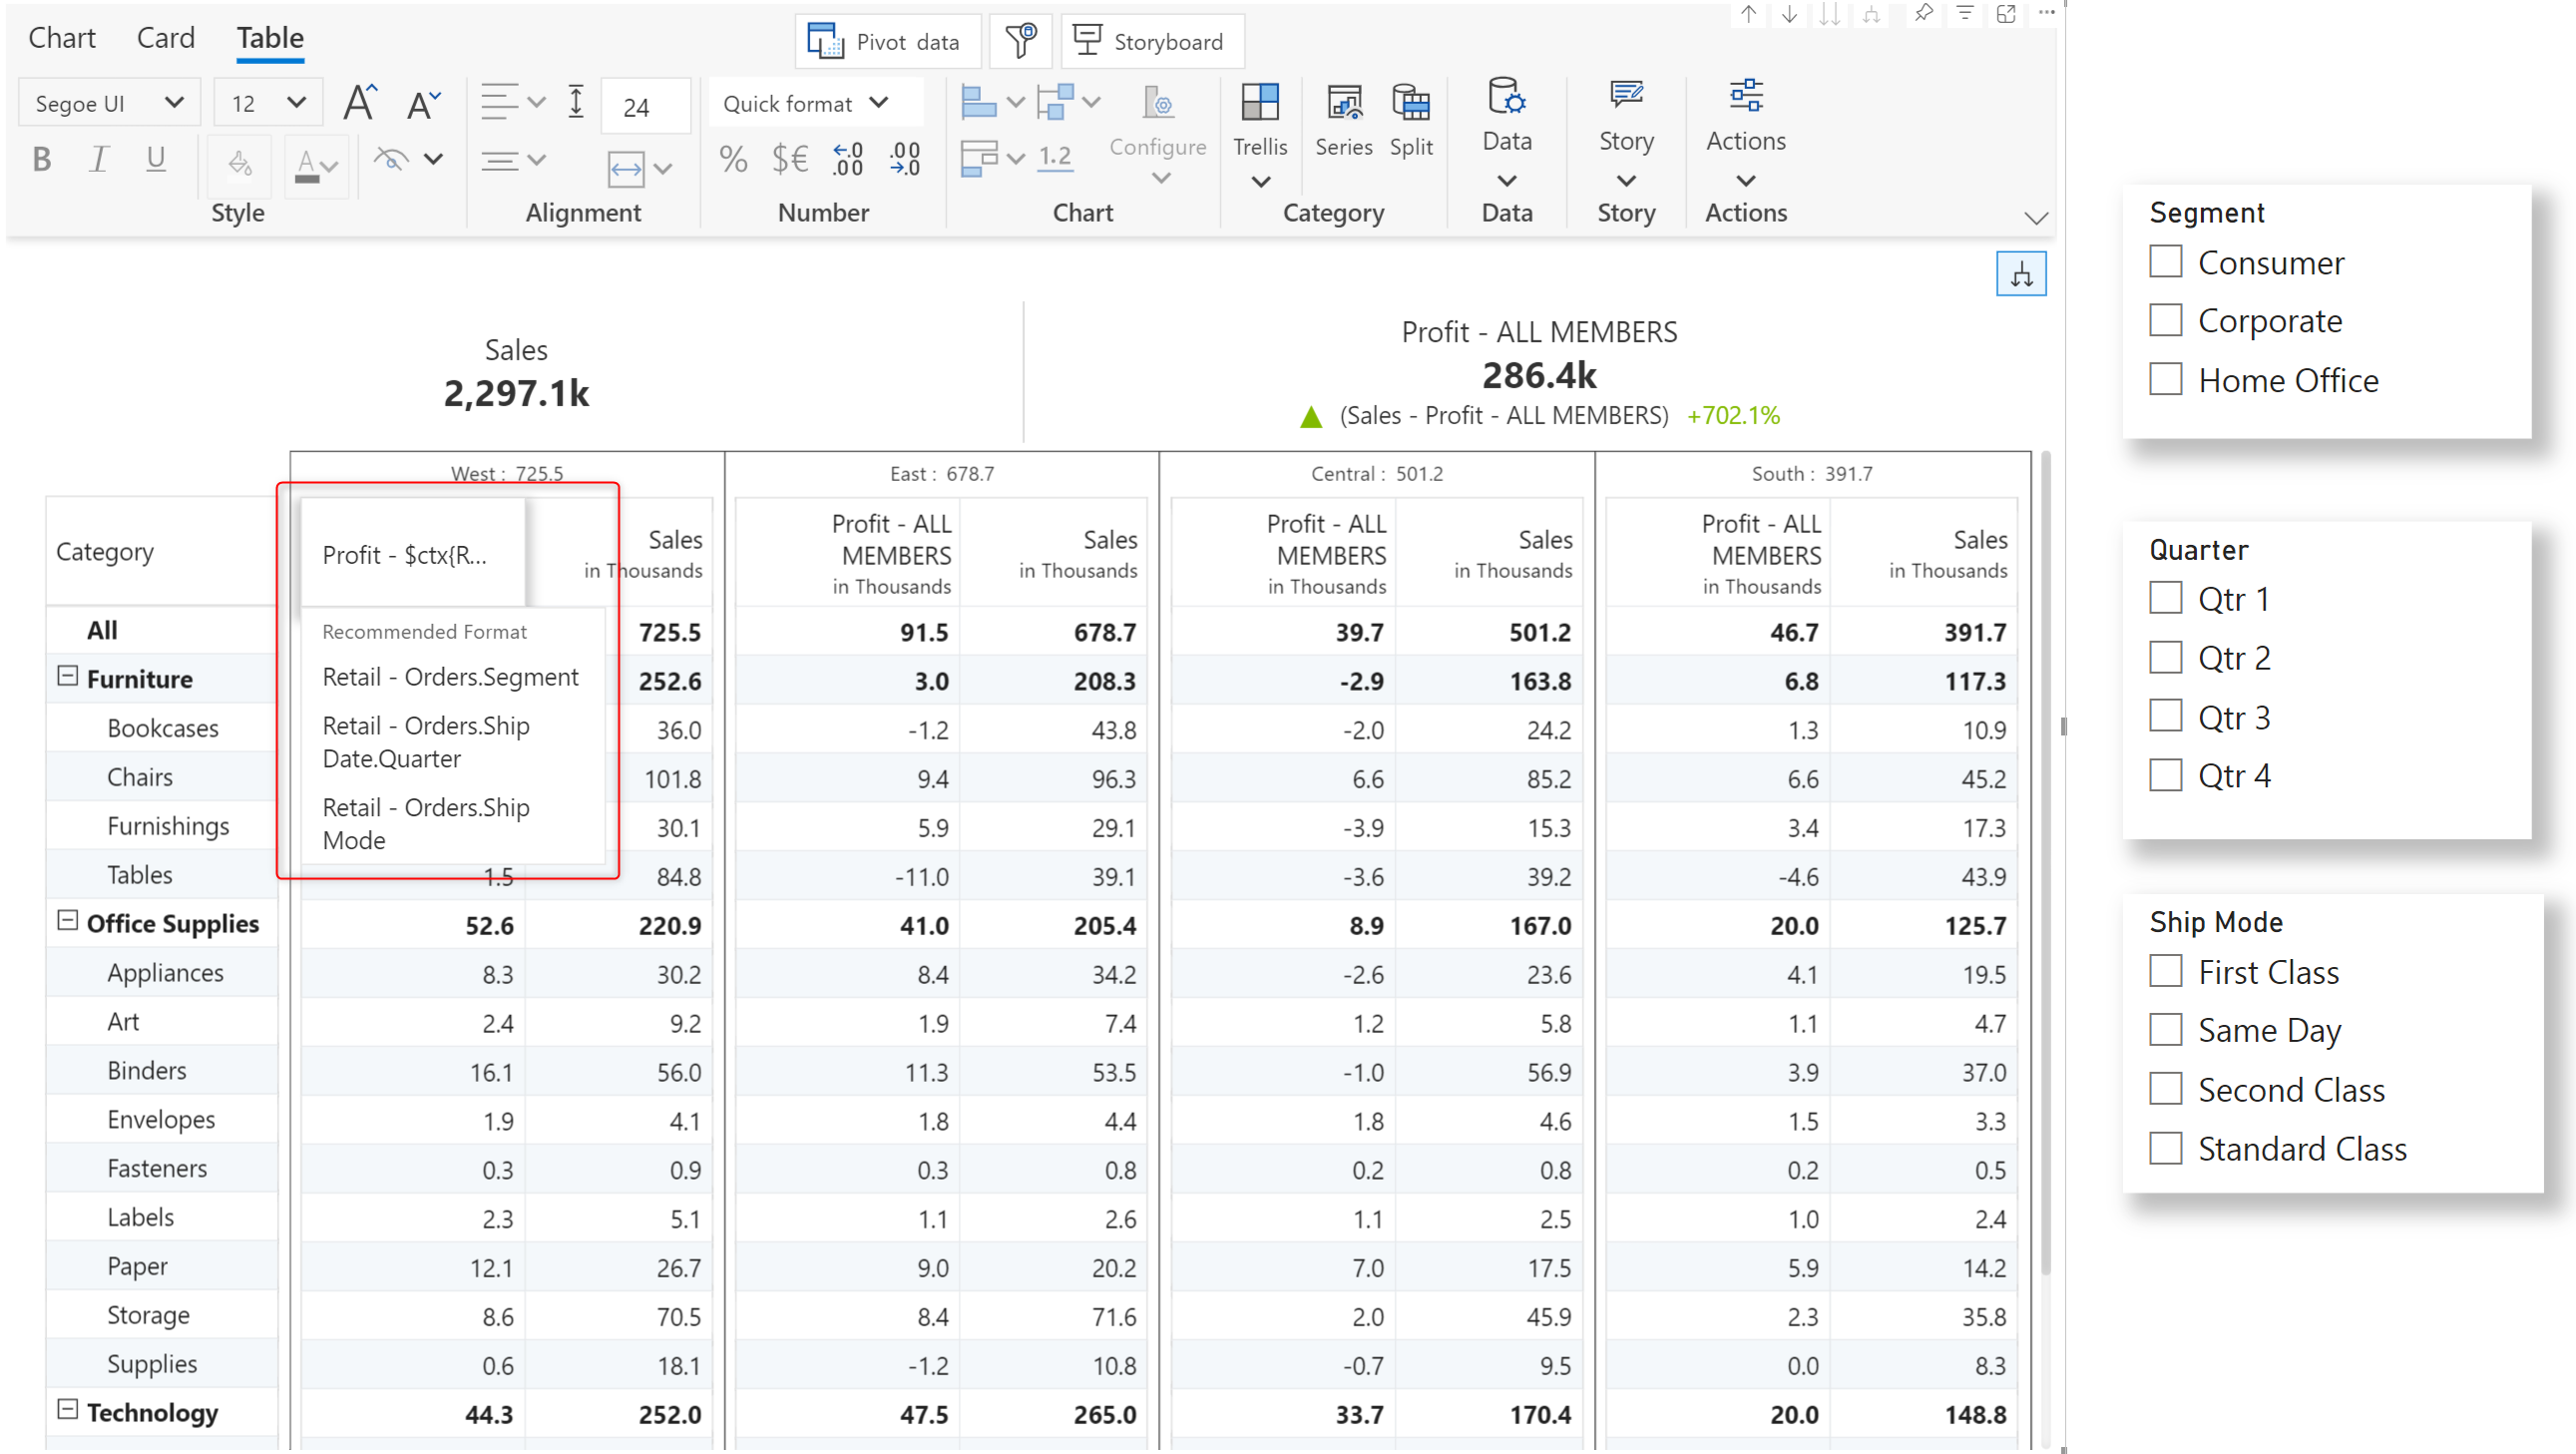 Chart Card Table
Pivot data Storyboard
Segoe UI 12 A A 24 Quick format
B I U A % $€ .0 .00 .00 .0 1.2 Configure Trellis Series Split Data Story Actions
Style Alignment Number Chart Category Data Story Actions
Sales
2,297.1k
Profit - ALL MEMBERS
286.4k
(Sales - Profit - ALL MEMBERS) +702.1%
West : 725.5 East : 678.7 Central : 501.2 South : 391.7
Category
Profit - $ctx{R...
Sales
in Thousands
Profit - ALL
MEMBERS
in Thousands
Sales
in Thousands
Profit - ALL
MEMBERS
in Thousands
Sales
in Thousands
Profit - ALL
MEMBERS
in Thousands
Sales
in Thousands
Recommended Format
Retail - Orders.Segment
Retail - Orders.Ship
Date.Quarter
Retail - Orders.Ship
Mode
All 725.5 91.5 678.7 39.7 501.2 46.7 391.7
Furniture 252.6 3.0 208.3 -2.9 163.8 6.8 117.3
Bookcases 36.0 -1.2 43.8 -2.0 24.2 1.3 10.9
Chairs 101.8 9.4 96.3 6.6 85.2 6.6 45.2
Furnishings 30.1 5.9 29.1 -3.9 15.3 3.4 17.3
Tables 1.5 84.8 -11.0 39.1 -3.6 39.2 -4.6 43.9
Office Supplies 52.6 220.9 41.0 205.4 8.9 167.0 20.0 125.7
Appliances 8.3 30.2 8.4 34.2 -2.6 23.6 4.1 19.5
Art 2.4 9.2 1.9 7.4 1.2 5.8 1.1 4.7
Binders 16.1 56.0 11.3 53.5 -1.0 56.9 3.9 37.0
Envelopes 1.9 4.1 1.8 4.4 1.8 4.6 1.5 3.3
Fasteners 0.3 0.9 0.3 0.8 0.2 0.8 0.2 0.5
Labels 2.3 5.1 1.1 2.6 1.1 2.5 1.0 2.4
Paper 12.1 26.7 9.0 20.2 7.0 17.5 5.9 14.2
Storage 8.6 70.5 8.4 71.6 2.0 45.9 2.3 35.8
Supplies 0.6 18.1 -1.2 10.8 -0.7 9.5 0.0 8.3
Technology 44.3 252.0 47.5 265.0 33.7 170.4 20.0 148.8
Segment
Consumer
Corporate
Home Office
Quarter
Qtr 1
Qtr 2
Qtr 3
Qtr 4
Ship Mode
First Class
Same Day
Second Class
Standard Class